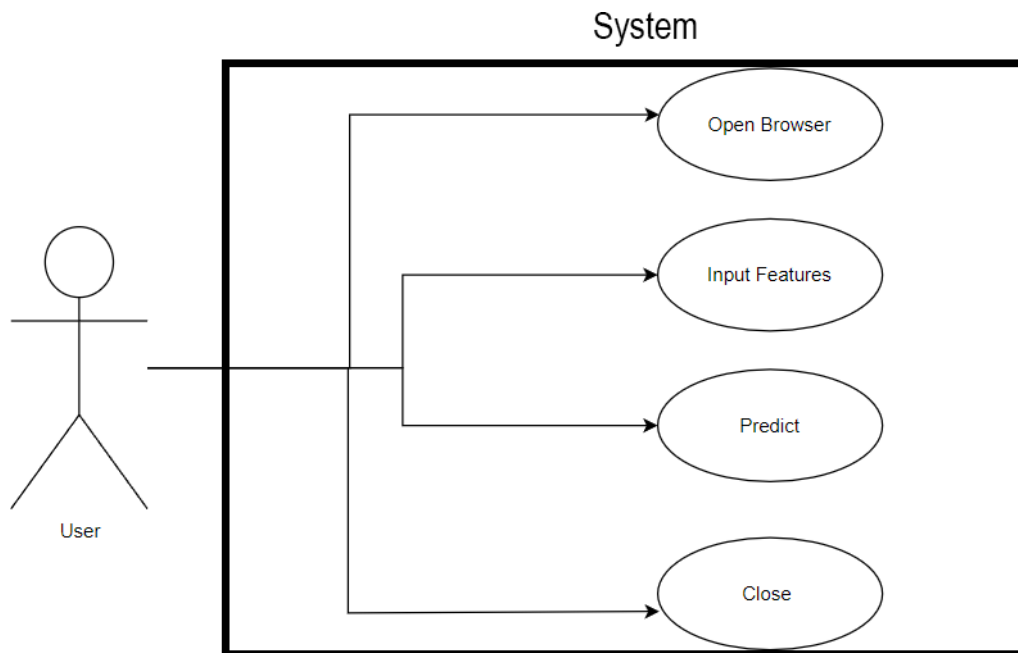 System
Open Browser
Input Features
Predict
User
Close